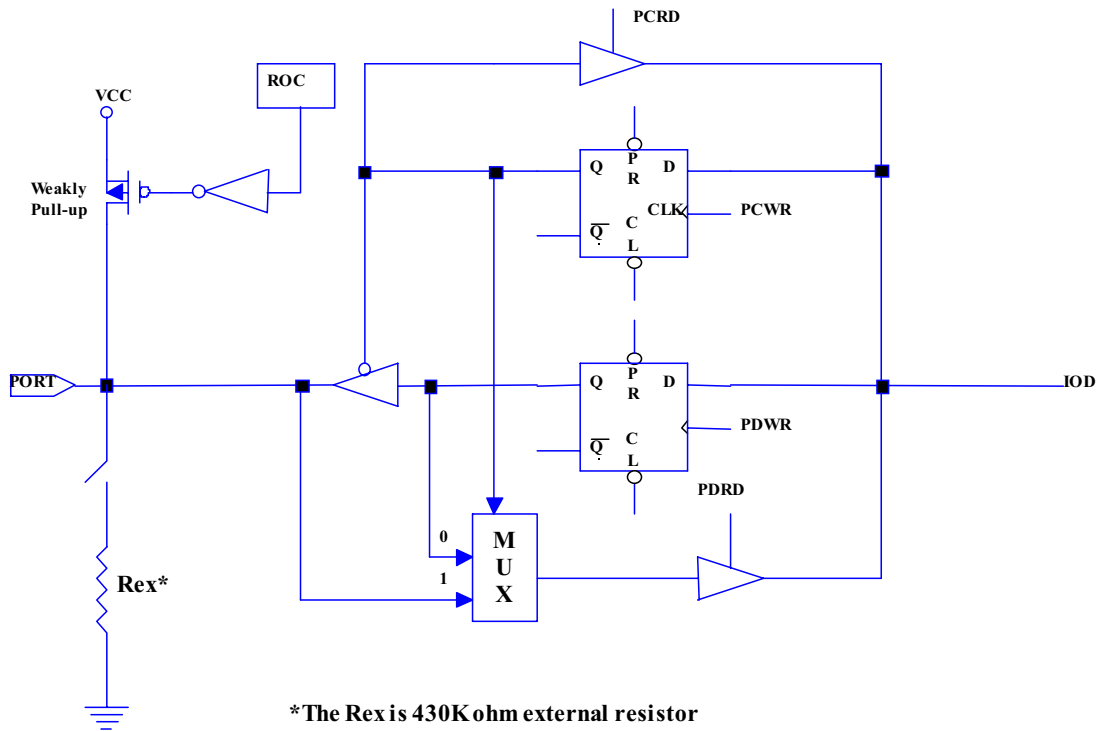 PCRD
ROC
VCC
Weakly
Pull-up
Q
P
R
D
CLK
PCWR
Q
C
L
PORT
Q
P
R
D
IOD
PDWR
Q
C
L
PDRD
0
1
M
U
X
Rex*
*The Rex is 430K ohm external resistor